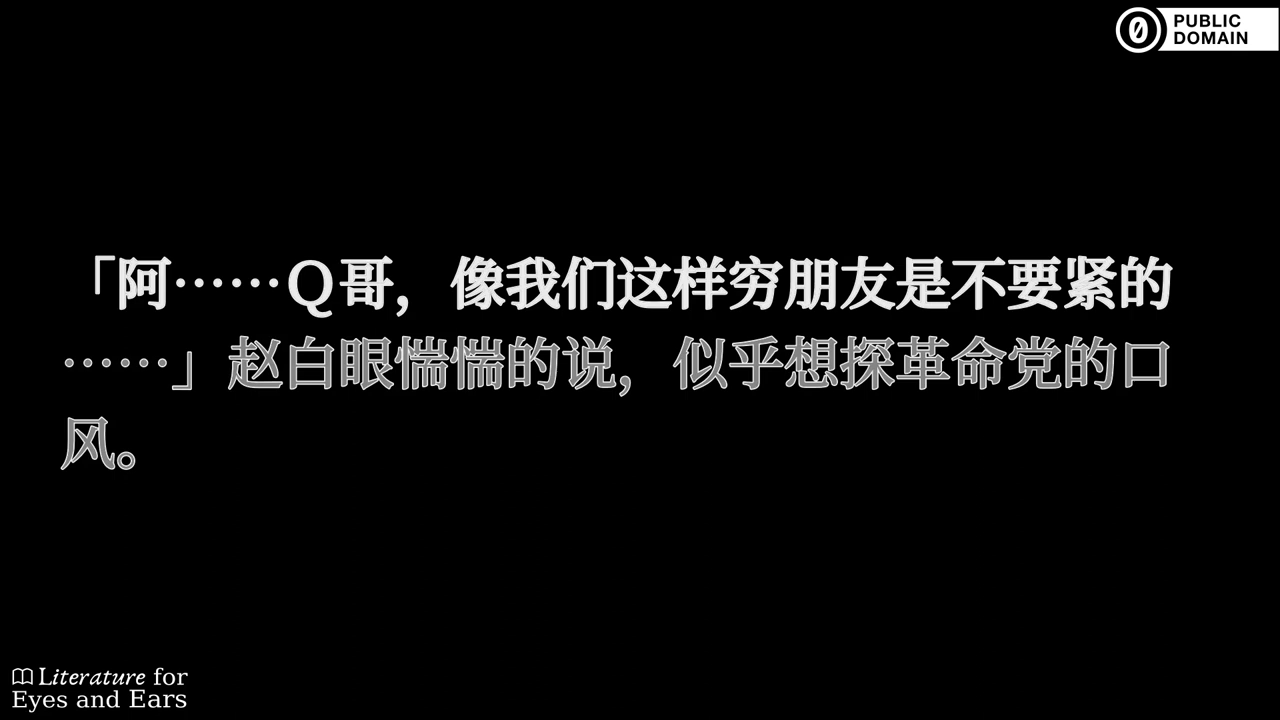 PUBLIC
DOMAIN
「阿⋯⋯Q哥，像我们这样穷朋友是不要紧的
⋯⋯」赵白眼惴惴的说，似乎想探革命党的口
风。
Literature for
Eyes and Ears